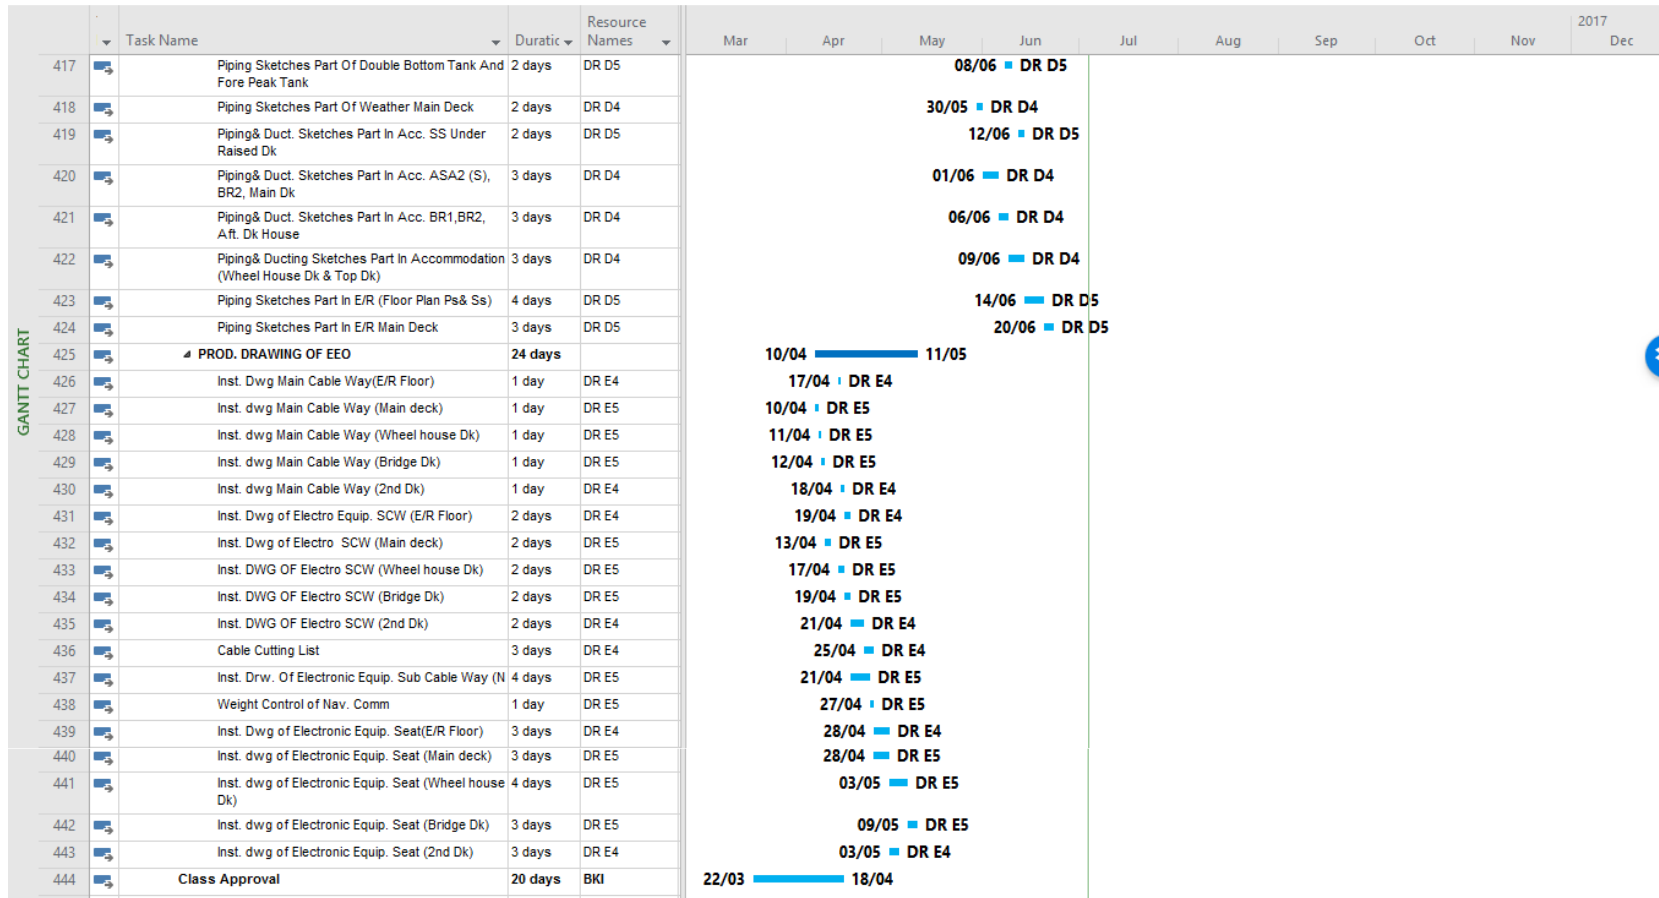 Resource
2017
Task Name Duratic Names Mar Apr May Jun Jul Aug Sep Oct Nov Dec
GANTT CHART
417 Piping Sketches Part Of Double Bottom Tank And 2 days DR D5 08/06 DR D5
Fore Peak Tank
418 Piping Sketches Part Of Weather Main Deck 2 days DR D4 30/05 DR D4
419 Piping& Duct. Sketches Part In Acc. SS Under 2 days DR D5 12/06 DR D5
Raised Dk
420 Piping& Duct. Sketches Part In Acc. ASA2 (S), 3 days DR D4 01/06 DR D4
BR2, Main Dk
421 Piping& Duct. Sketches Part In Acc. BR1,BR2, 3 days DR D4 06/06 DR D4
Aft. Dk House
422 Piping& Ducting Sketches Part In Accommodation 3 days DR D4 09/06 DR D4
(Wheel House Dk & Top Dk)
423 Piping Sketches Part In E/R (Floor Plan Ps& Ss) 4 days DR D5 14/06 DR D5
424 Piping Sketches Part In E/R Main Deck 3 days DR D5 20/06 DR D5
425 PROD. DRAWING OF EEO 24 days 10/04 11/05
426 Inst. Dwg Main Cable Way(E/R Floor) 1 day DR E4 17/04 DR E4
427 Inst. dwg Main Cable Way (Main deck) 1 day DR E5 10/04 DR E5
428 Inst. dwg Main Cable Way (Wheel house Dk) 1 day DR E5 11/04 DR E5
429 Inst. dwg Main Cable Way (Bridge Dk) 1 day DR E5 12/04 DR E5
430 Inst. dwg Main Cable Way (2nd Dk) 1 day DR E4 18/04 DR E4
431 Inst. Dwg of Electro Equip. SCW (E/R Floor) 2 days DR E4 19/04 DR E4
432 Inst. Dwg of Electro SCW (Main deck) 2 days DR E5 13/04 DR E5
433 Inst. DWG OF Electro SCW (Wheel house Dk) 2 days DR E5 17/04 DR E5
434 Inst. DWG OF Electro SCW (Bridge Dk) 2 days DR E5 19/04 DR E5
435 Inst. DWG OF Electro SCW (2nd Dk) 2 days DR E4 21/04 DR E4
436 Cable Cutting List 3 days DR E4 25/04 DR E4
437 Inst. Drw. Of Electronic Equip. Sub Cable Way (N 4 days DR E5 21/04 DR E5
438 Weight Control of Nav. Comm 1 day DR E5 27/04 DR E5
439 Inst. Dwg of Electronic Equip. Seat(E/R Floor) 3 days DR E4 28/04 DR E4
440 Inst. dwg of Electronic Equip. Seat (Main deck) 3 days DR E5 28/04 DR E5
441 Inst. dwg of Electronic Equip. Seat (Wheel house 4 days DR E5 03/05 DR E5
Dk)
442 Inst. dwg of Electronic Equip. Seat (Bridge Dk) 3 days DR E5 09/05 DR E5
443 Inst. dwg of Electronic Equip. Seat (2nd Dk) 3 days DR E4 03/05 DR E4
444 Class Approval 20 days BKI 22/03 18/04